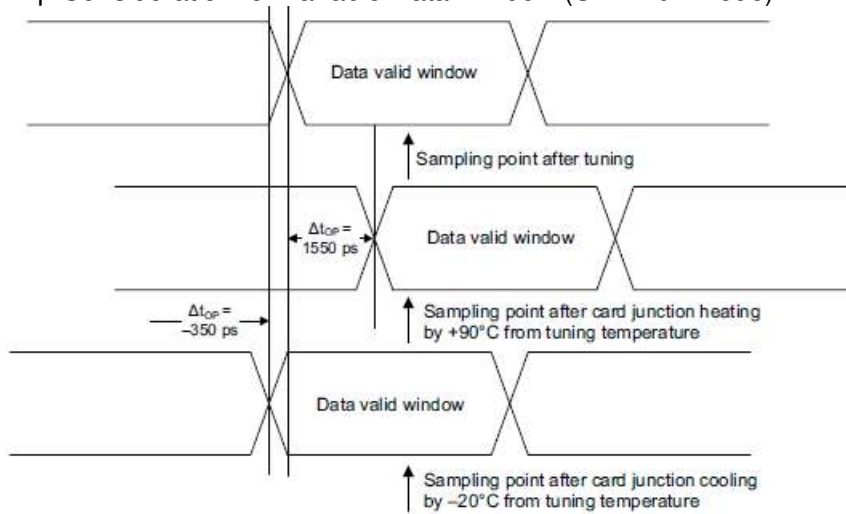 Data valid window
Sampling point after tuning
ΔtOP =
1550 ps
Data valid window
ΔtOP =
–350 ps
Sampling point after card junction heating
by +90°C from tuning temperature
Data valid window
Sampling point after card junction cooling
by –20°C from tuning temperature